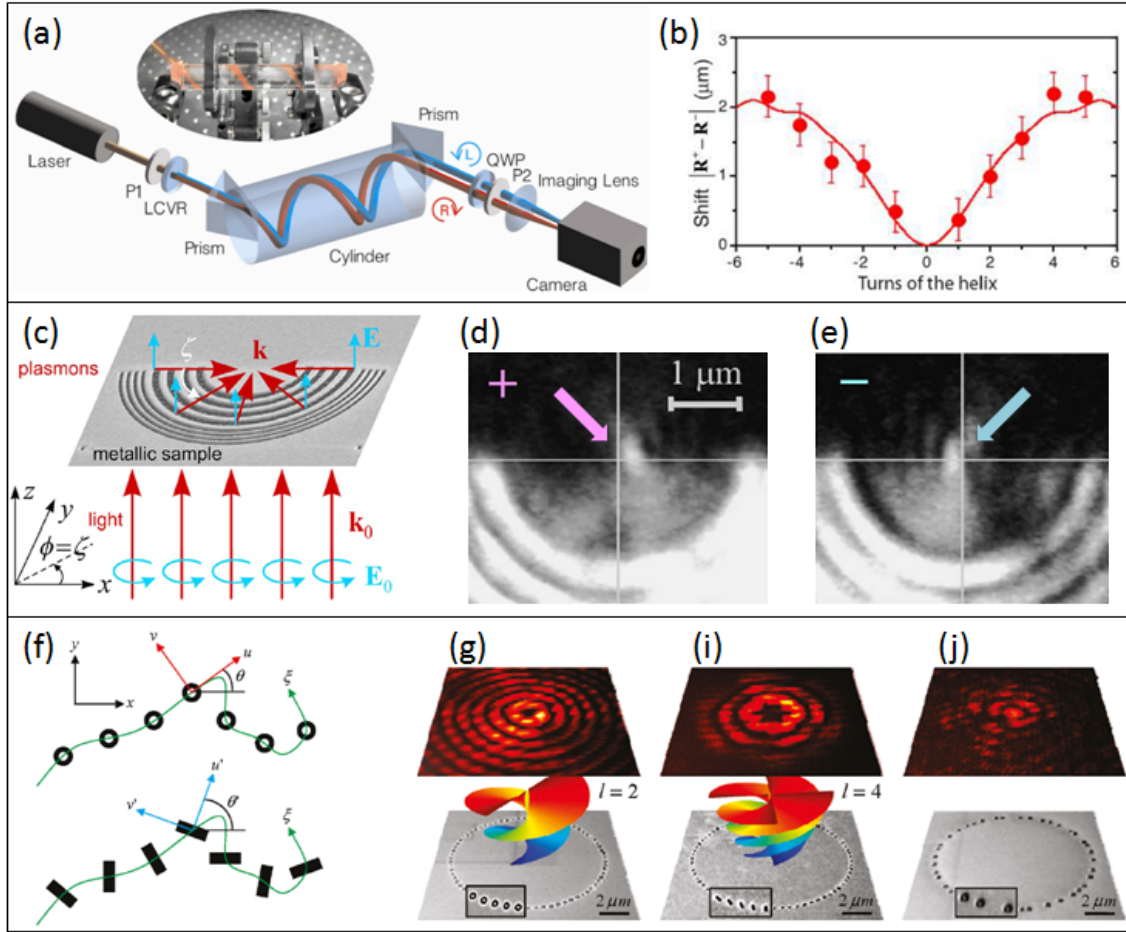 (a)
Laser
P1
LCVR
Prism
Cylinder
Prism
L
R
QWP
P2
Imaging Lens
Camera
(b)
Shift |R⁺ − R⁻| (μm)
3
2
1
0
-6 -4 -2 0 2 4 6
Turns of the helix
(c)
plasmons
ζ
k
E
metallic sample
z
y
light
ϕ=ζ
x
k₀
E₀
(d)
+
1 μm
(e)
−
(f)
y
x
v
u
θ
ξ
u'
v'
θ'
ξ
(g)
l = 2
2 μm
(i)
l = 4
2 μm
(j)
2 μm